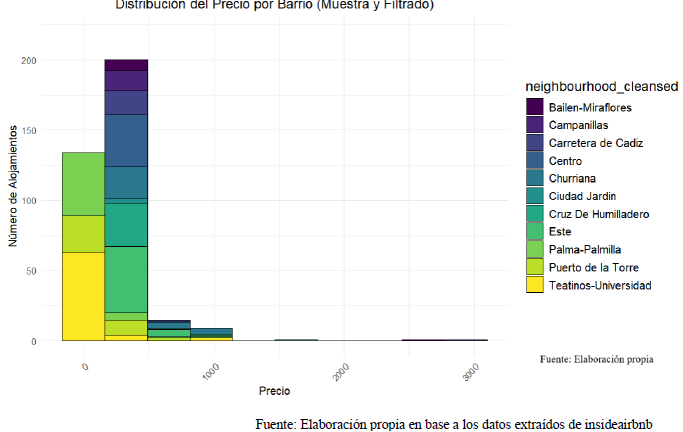 Distribución del Precio por Barrio (Muestra y Filtrado)
Número de Alojamientos
200
150
100
50
0
0
1000
2000
3000
Precio
neighbourhood_cleansed
Bailen-Miraflores
Campanillas
Carretera de Cadiz
Centro
Churriana
Ciudad Jardin
Cruz De Humilladero
Este
Palma-Palmilla
Puerto de la Torre
Teatinos-Universidad
Fuente: Elaboración propia
Fuente: Elaboración propia en base a los datos extraídos de insideairbnb